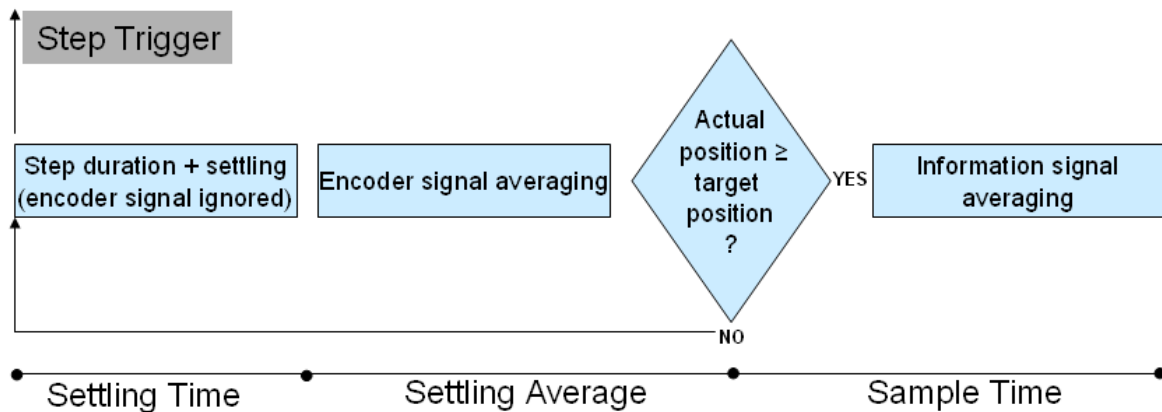 Step Trigger
Step duration + settling
(encoder signal ignored)
Encoder signal averaging
Actual
position ≥
target
position
?
YES
Information signal
averaging
NO
Settling Time
Settling Average
Sample Time